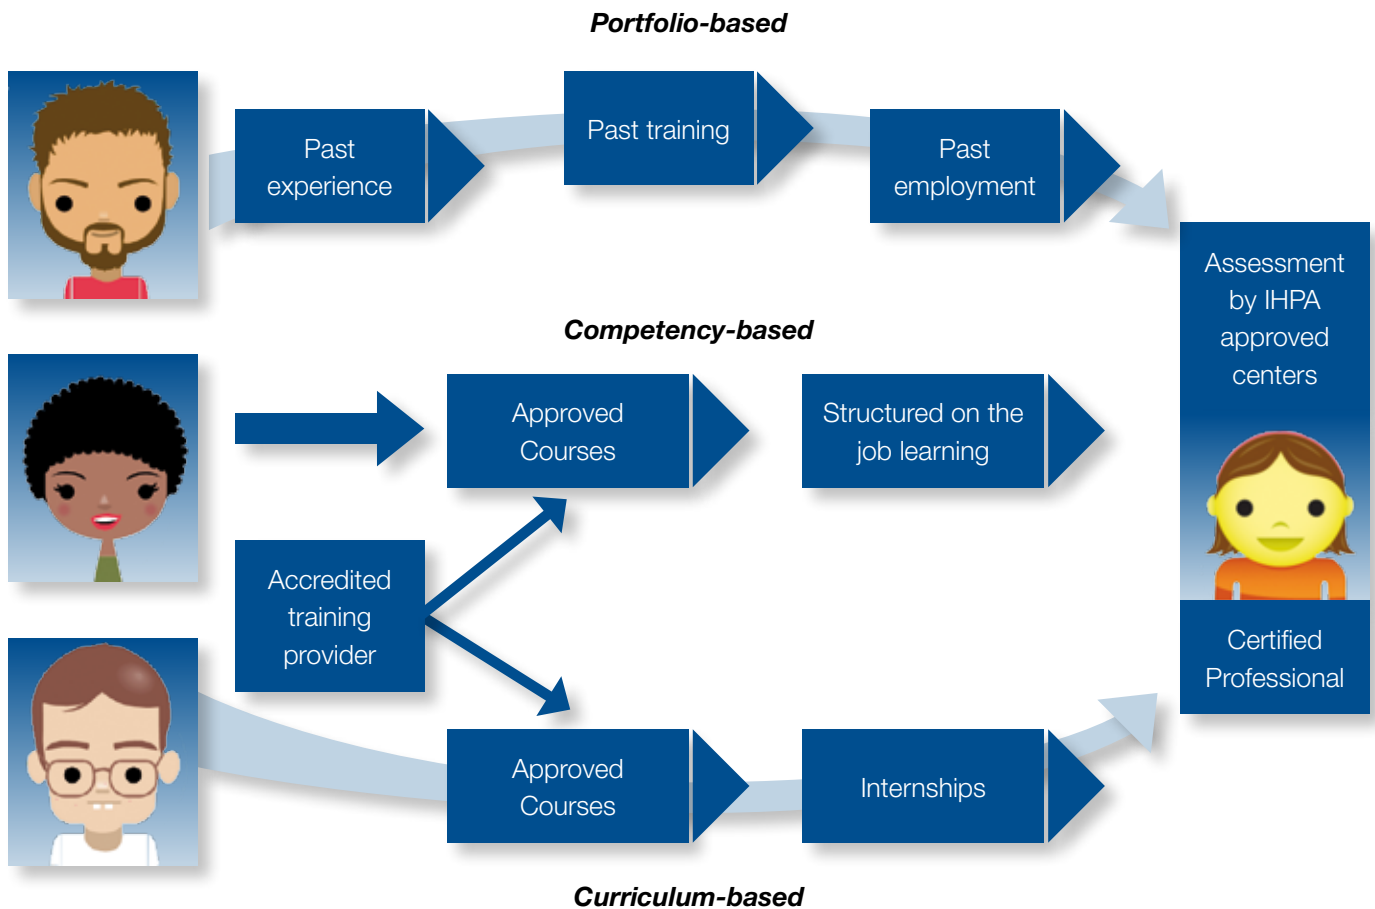 Portfolio-based
Past
experience
Past training
Past
employment
Assessment
by IHPA
approved
centers
Competency-based
Approved
Courses
Structured on the
job learning
Accredited
training
provider
Certified
Professional
Approved
Courses
Internships
Curriculum-based